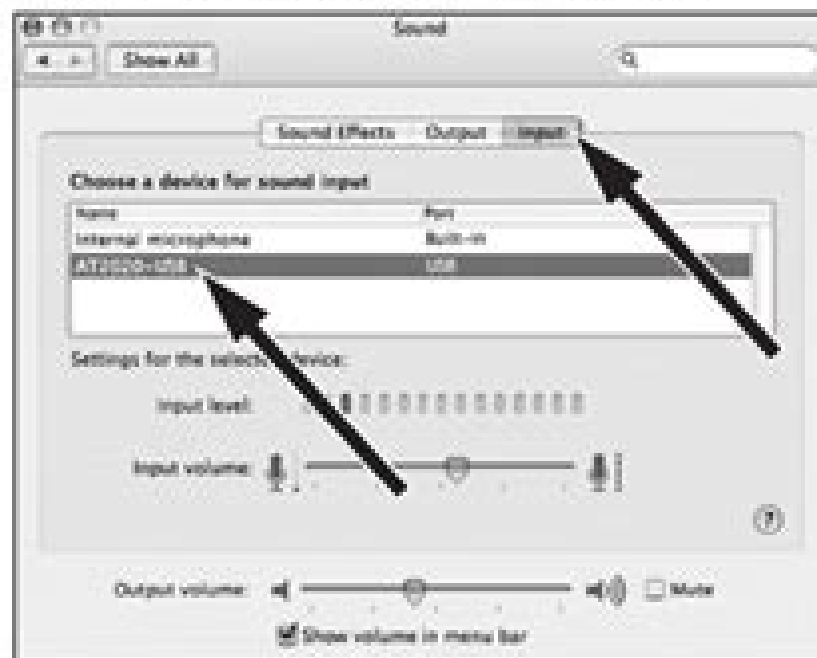 Sound
Show All
Sound Effects Output Input
Choose a device for sound input
Name Port
Internal microphone Built-in
AT2020-USB USB
Settings for the selected device:
Input level:
Input volume:
?
Output volume: Mute
Show volume in menu bar